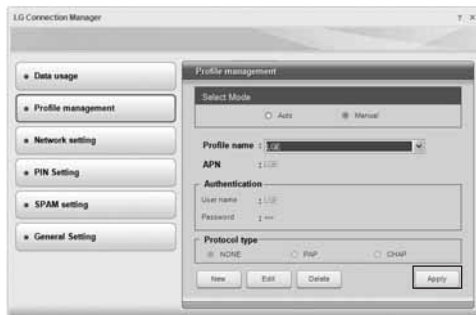 LG Connection Manager ? X
Data usage
Profile management
Network setting
PIN Setting
SPAM setting
General Setting
Profile management
Select Mode
Auto Manual
Profile name :
APN :
Authentication
User name :
Password :
Protocol type
NONE PAP CHAP
New Edit Delete Apply